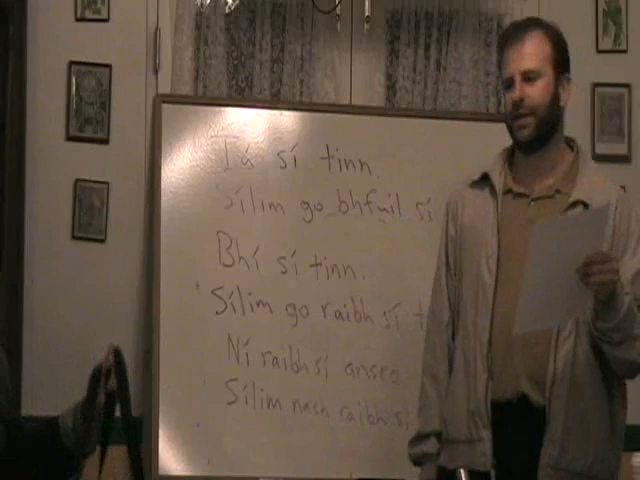 Tá sí tinn.
Sílim go bhfuil sí
Bhí sí tinn.
Sílim go raibh sí t
Ní raibh sí anseo
Sílim nach raibh sí